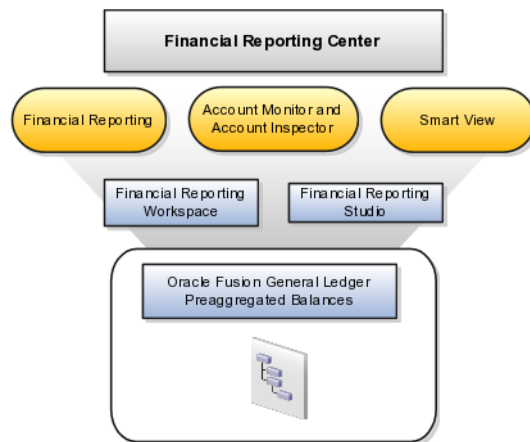 Financial Reporting Center
Financial Reporting
Account Monitor and
Account Inspector
Smart View
Financial Reporting
Workspace
Financial Reporting
Studio
Oracle Fusion General Ledger
Preaggregated Balances